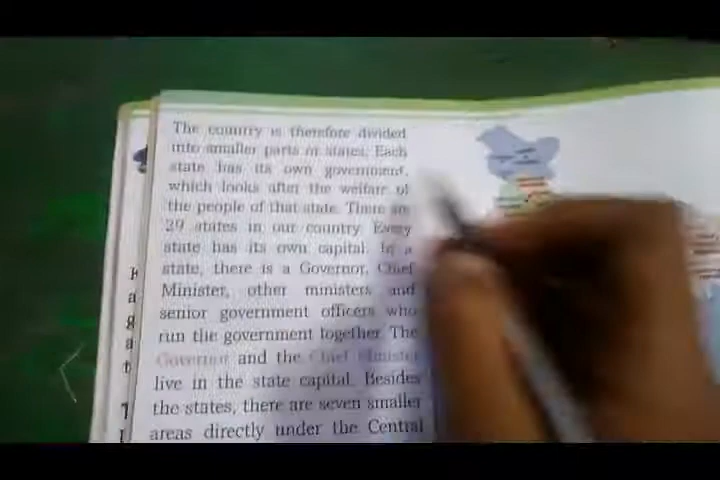 The country is therefore divided
into smaller parts or states. Each
state has its own government,
which looks after the welfare of
the people of that state. There are
29 states in our country. Every
state has its own capital. In a
state, there is a Governor, Chief
Minister, other ministers and
senior government officers who
run the government together. The
Governor and the Chief Minister
live in the state capital. Besides
the states, there are seven smaller
areas directly under the Central